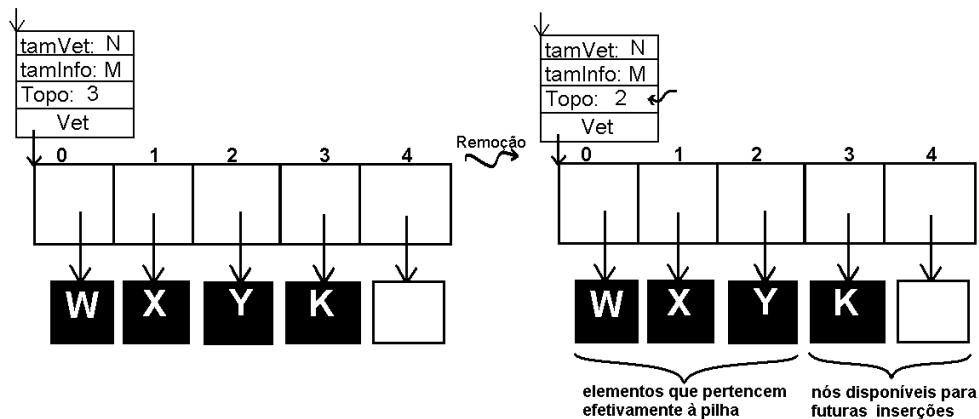 tamVet: N
tamInfo: M
Topo: 3
Vet
0 1 2 3 4
W X Y K
Remoção
tamVet: N
tamInfo: M
Topo: 2
Vet
0 1 2 3 4
W X Y K
elementos que pertencem
efetivamente à pilha
nós disponíveis para
futuras inserções